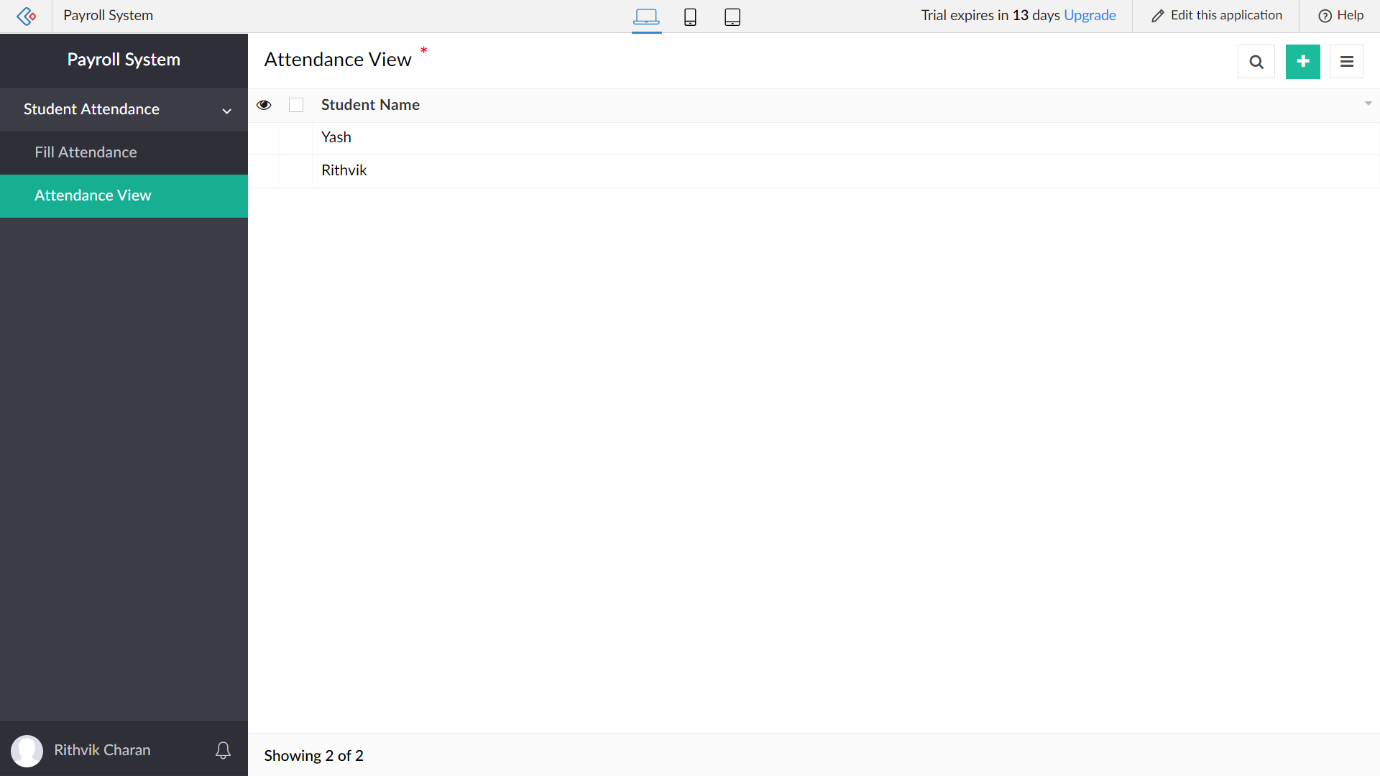 Payroll System
Trial expires in 13 days Upgrade
Edit this application
Help
Payroll System
Student Attendance
Fill Attendance
Attendance View
Rithvik Charan
Attendance View *
Student Name
Yash
Rithvik
Showing 2 of 2